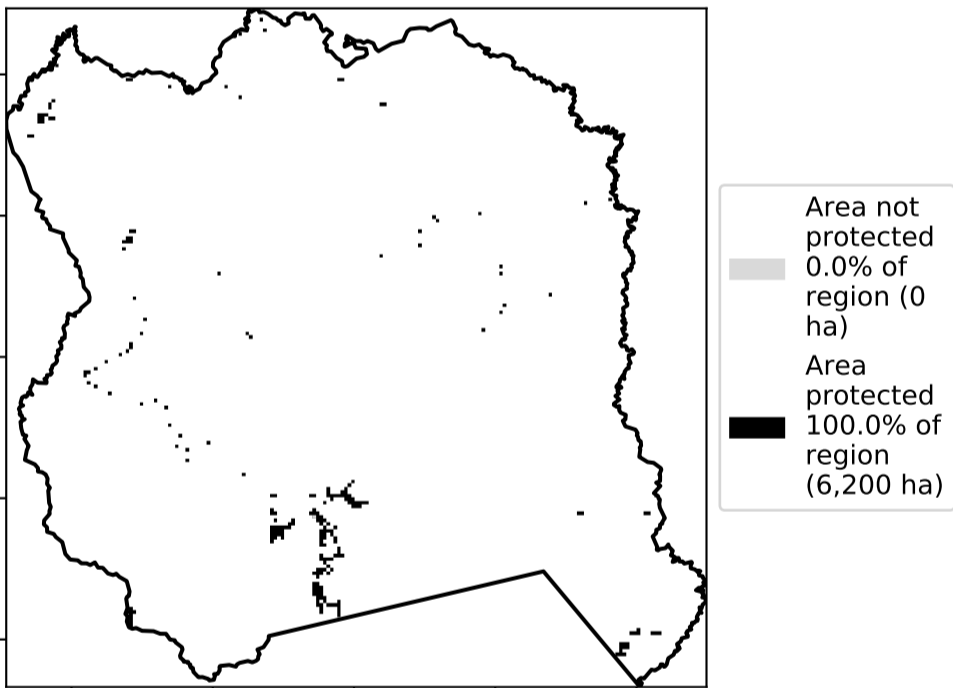 Area not
protected
0.0% of
region (0
ha)
Area
protected
100.0% of
region
(6,200 ha)